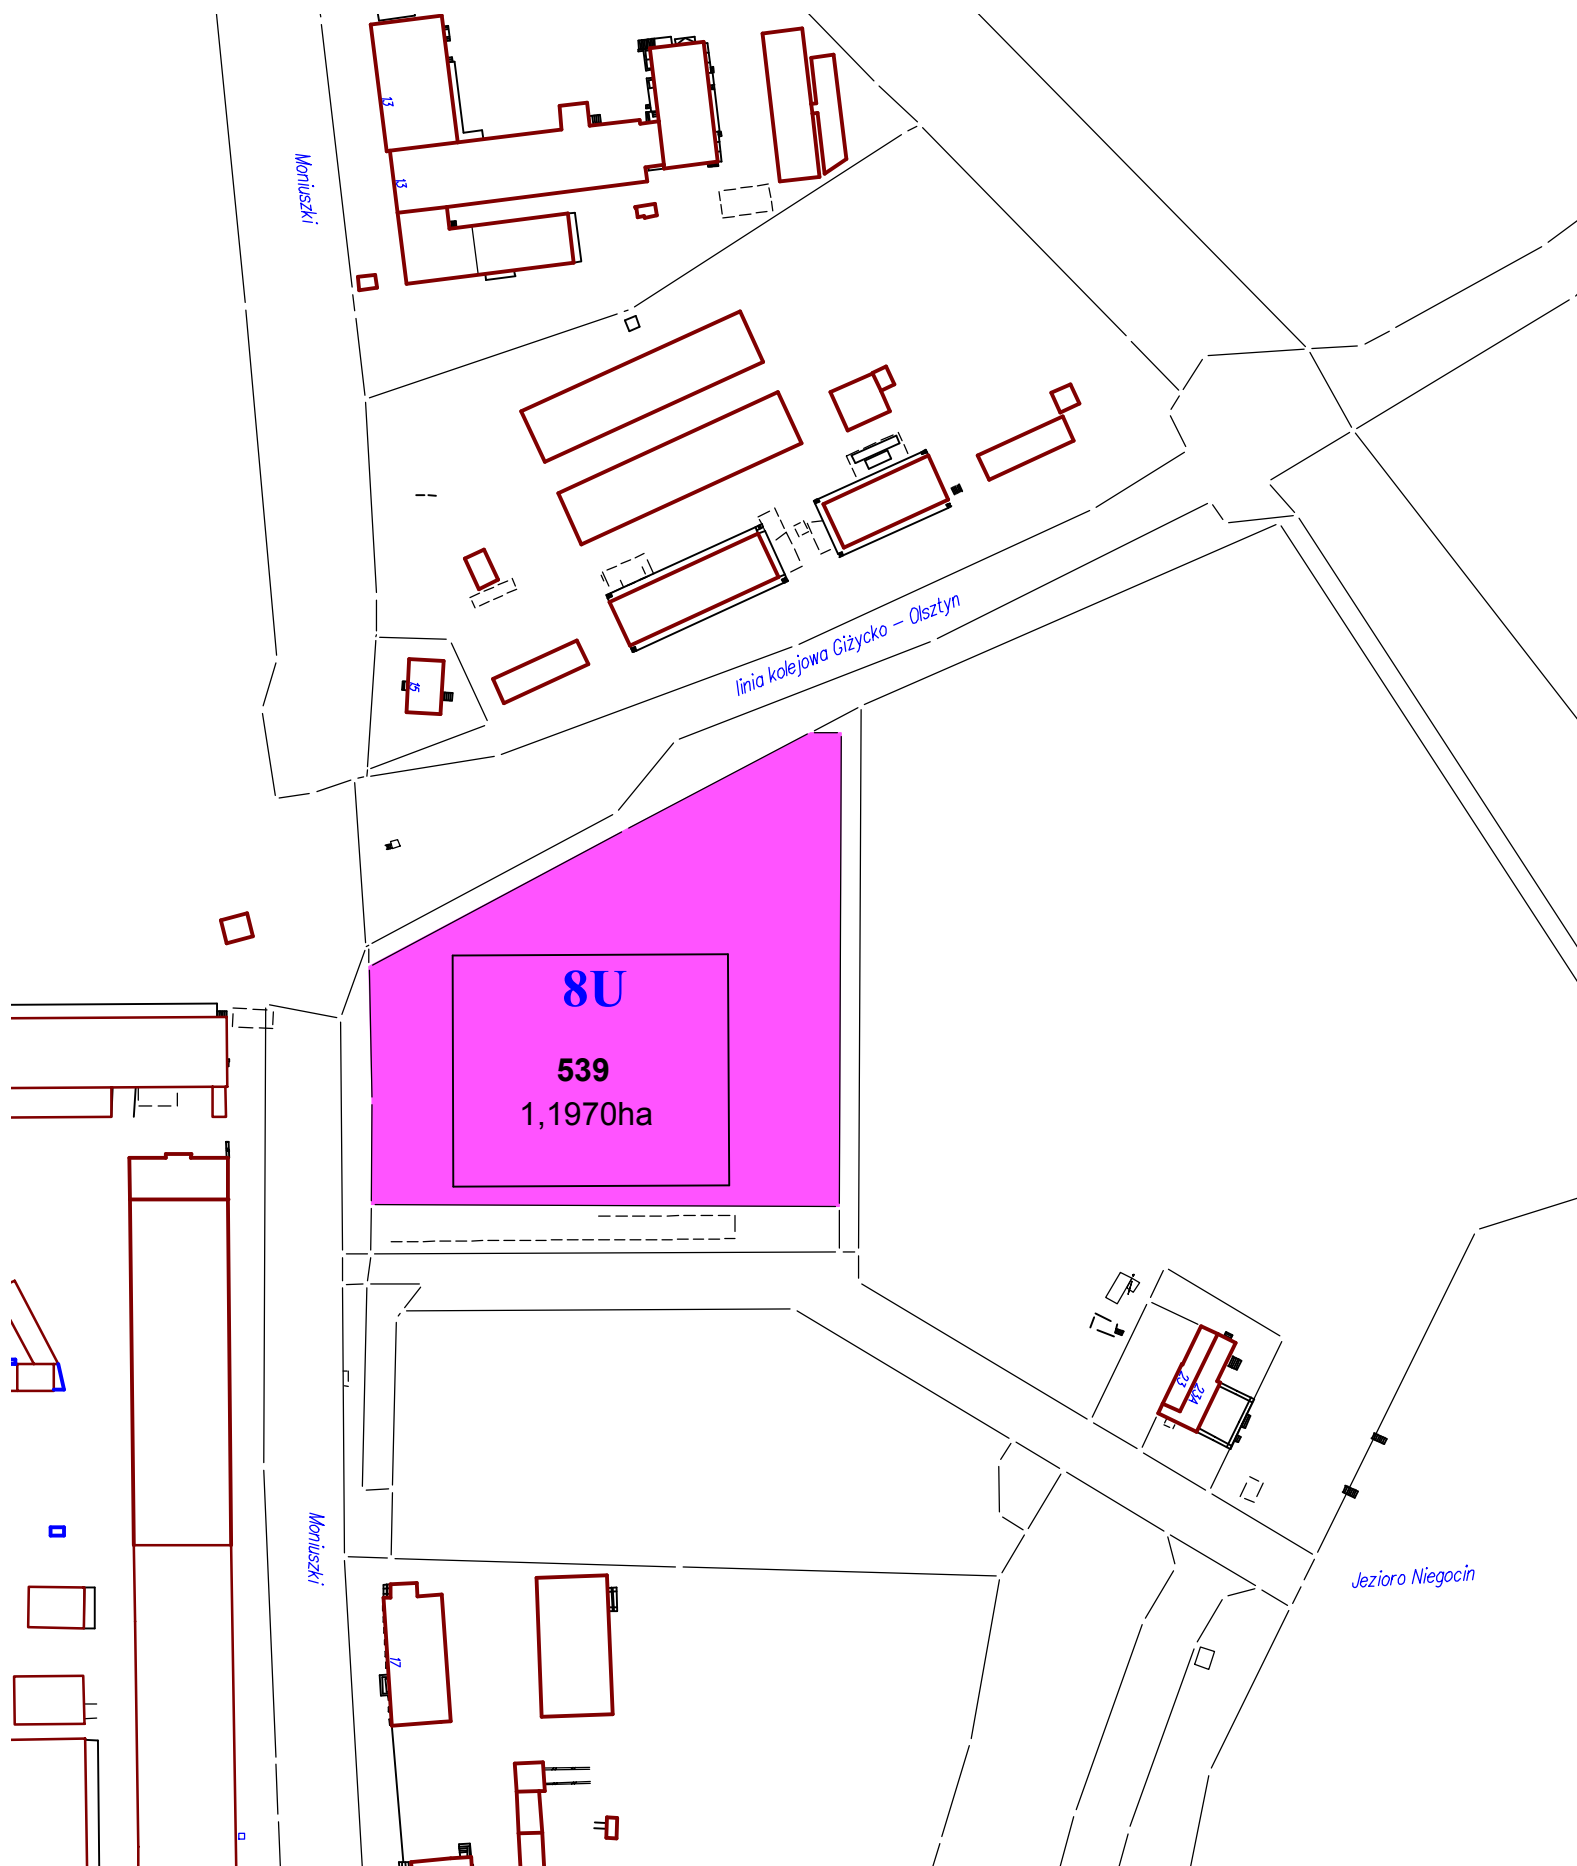 13
13
Moniuszki
linia kolejowa Giżycko – Olsztyn
15
8U
539
1,1970ha
23
23A
Moniuszki
Jezioro Niegocin
17